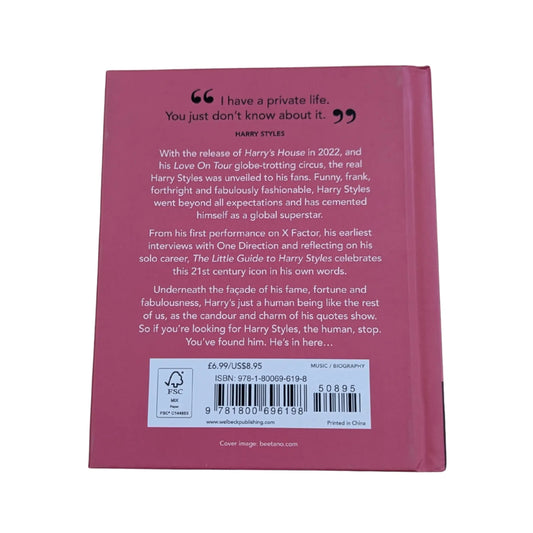 “ I have a private life.
You just don't know about it. ”
HARRY STYLES
With the release of Harry's House in 2022, and
his Love On Tour globe-trotting circus, the real
Harry Styles was unveiled to his fans. Funny, frank,
forthright and fabulously fashionable, Harry Styles
went beyond all expectations and has cemented
himself as a global superstar.
From his first performance on X Factor, his earliest
interviews with One Direction and reflecting on his
solo career, The Little Guide to Harry Styles celebrates
this 21st century icon in his own words.
Underneath the façade of his fame, fortune and
fabulousness, Harry's just a human being like the rest
of us, as the candour and charm of his quotes show.
So if you're looking for Harry Styles, the human, stop.
You've found him. He's in here…
£6.99/US$8.95
MUSIC / BIOGRAPHY
ISBN: 978-1-80069-619-8
50895
9 781800 696198
FSC
MIX
Paper
www.welbeckpublishing.com
Printed in China
Cover image: beetano.com